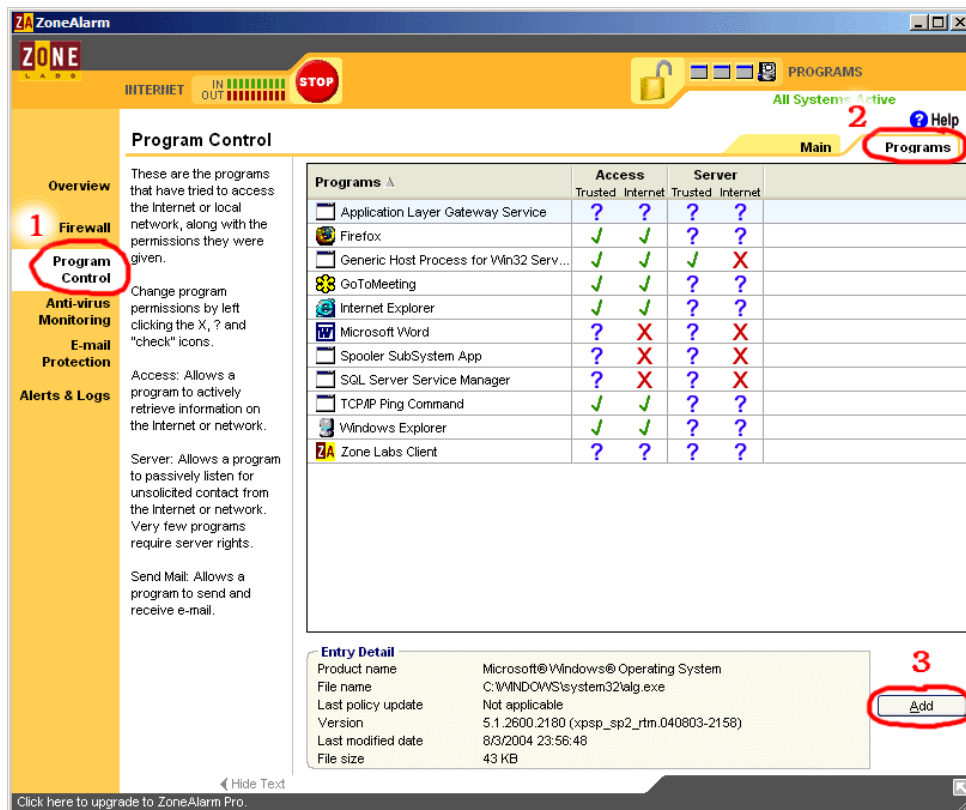 ZA ZoneAlarm
ZONE
LABS
INTERNET
IN
OUT
STOP
PROGRAMS
All Systems Active
2
Help
Program Control
Main
Programs
Overview
1
Firewall
Program
Control
Anti-virus
Monitoring
E-mail
Protection
Alerts & Logs
These are the programs
that have tried to access
the Internet or local
network, along with the
permissions they were
given.
Change program
permissions by left
clicking the X, ? and
"check" icons.
Access: Allows a
program to actively
retrieve information on
the Internet or network.
Server: Allows a program
to passively listen for
unsolicited contact from
the Internet or network.
Very few programs
require server rights.
Send Mail: Allows a
program to send and
receive e-mail.
Hide Text
Programs Access Server
Trusted Internet Trusted Internet
Application Layer Gateway Service ? ? ? ?
Firefox √ √ ? ?
Generic Host Process for Win32 Serv... √ √ √ X
GoToMeeting √ √ ? ?
Internet Explorer √ √ ? ?
W Microsoft Word ? X ? X
Spooler SubSystem App ? X ? X
SQL Server Service Manager ? X ? X
TCP/IP Ping Command √ √ ? ?
Windows Explorer √ √ ? ?
ZA Zone Labs Client ? ? ? ?
Entry Detail
Product name Microsoft® Windows® Operating System
File name C:\WINDOWS\system32\alg.exe
Last policy update Not applicable
Version 5.1.2600.2180 (xpsp_sp2_rtm.040803-2158)
Last modified date 8/3/2004 23:56:48
File size 43 KB
3
Add
Click here to upgrade to ZoneAlarm Pro.